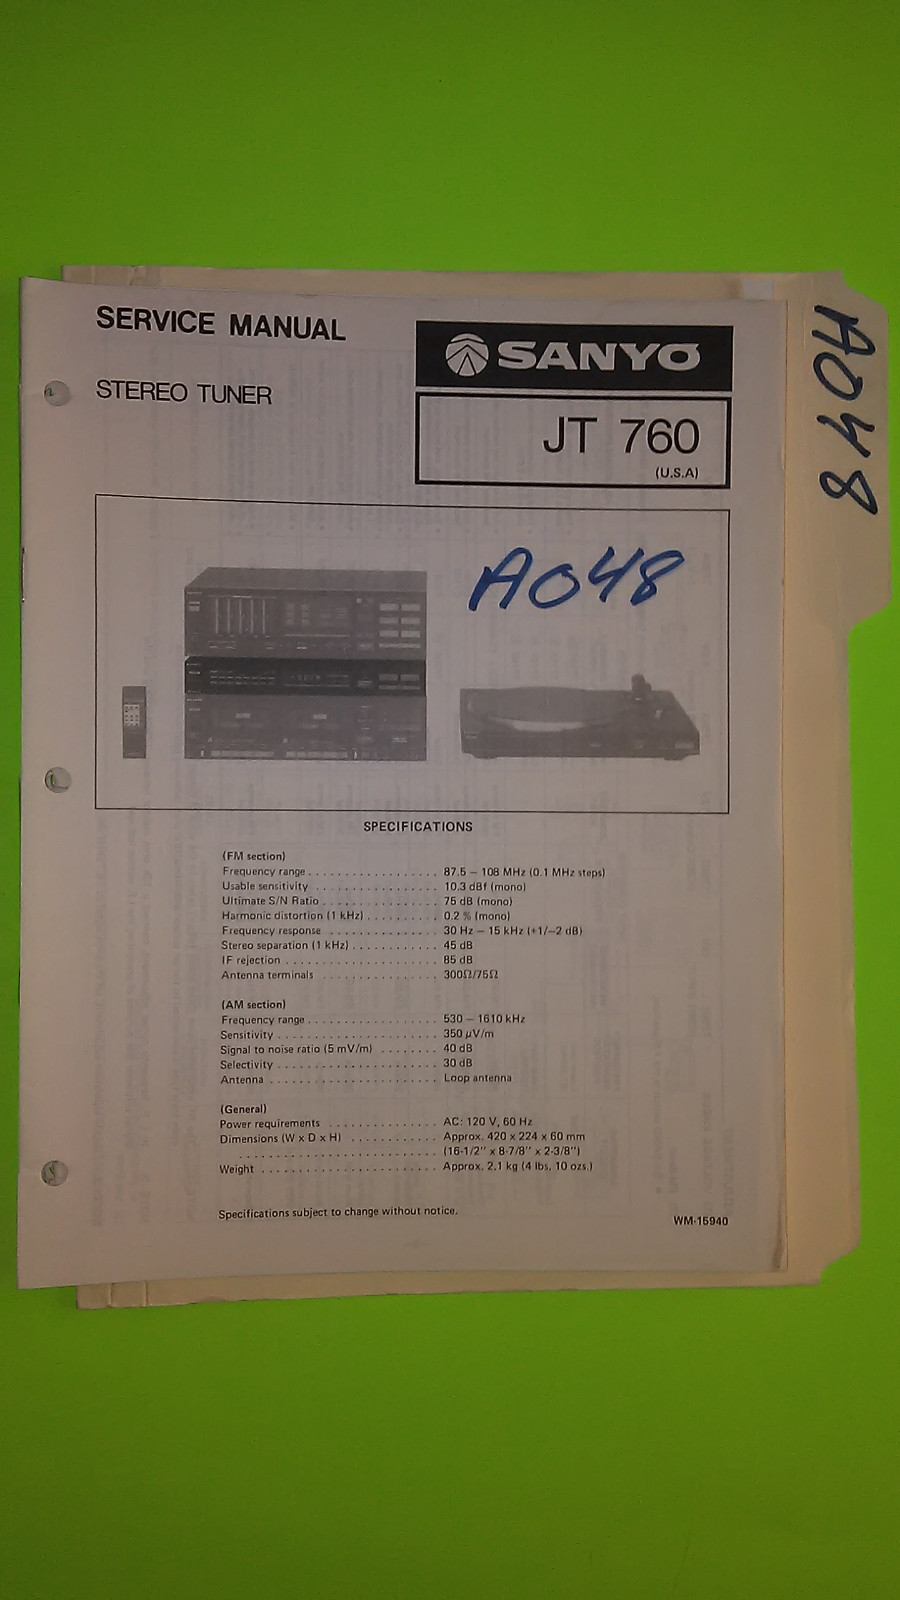 SERVICE MANUAL
STEREO TUNER
SANYO
JT 760
(U.S.A)
A048
A048
SPECIFICATIONS
(FM section)
Frequency range . . . . . . . . . . . . . . . . . . 87.5 – 108 MHz (0.1 MHz steps)
Usable sensitivity . . . . . . . . . . . . . . . . . 10.3 dBf (mono)
Ultimate S/N Ratio . . . . . . . . . . . . . . . . 75 dB (mono)
Harmonic distortion (1 kHz) . . . . . . . . . . 0.2 % (mono)
Frequency response . . . . . . . . . . . . . . . 30 Hz – 15 kHz (+1/–2 dB)
Stereo separation (1 kHz) . . . . . . . . . . . . 45 dB
IF rejection . . . . . . . . . . . . . . . . . . . . . 85 dB
Antenna terminals . . . . . . . . . . . . . . . . 300Ω/75Ω
(AM section)
Frequency range . . . . . . . . . . . . . . . . . . 530 – 1610 kHz
Sensitivity . . . . . . . . . . . . . . . . . . . . . . 350 μV/m
Signal to noise ratio (5 mV/m) . . . . . . . . 40 dB
Selectivity . . . . . . . . . . . . . . . . . . . . . . 30 dB
Antenna . . . . . . . . . . . . . . . . . . . . . . . Loop antenna
(General)
Power requirements . . . . . . . . . . . . . . . AC: 120 V, 60 Hz
Dimensions (W x D x H) . . . . . . . . . . . . Approx. 420 x 224 x 60 mm
. . . . . . . . . . . . . . . . . . . . . . . . . . . (16-1/2" x 8-7/8" x 2-3/8")
Weight . . . . . . . . . . . . . . . . . . . . . . . . Approx. 2.1 kg (4 lbs, 10 ozs.)
Specifications subject to change without notice.
WM-15940